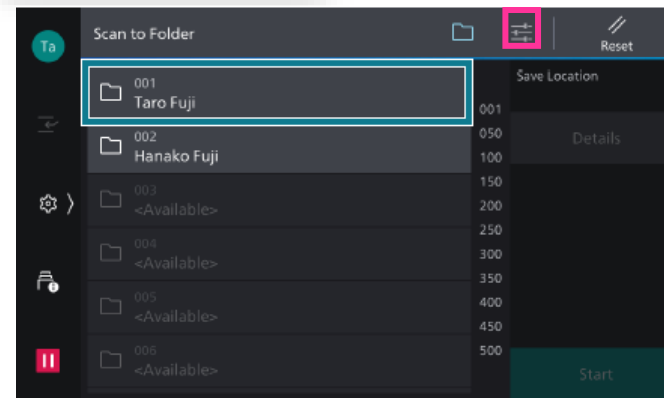 Ta
Scan to Folder
Reset
001
Taro Fuji
002
Hanako Fuji
003
<Available>
004
<Available>
005
<Available>
006
<Available>
001
050
100
150
200
250
300
350
400
450
500
Save Location
Details
Start